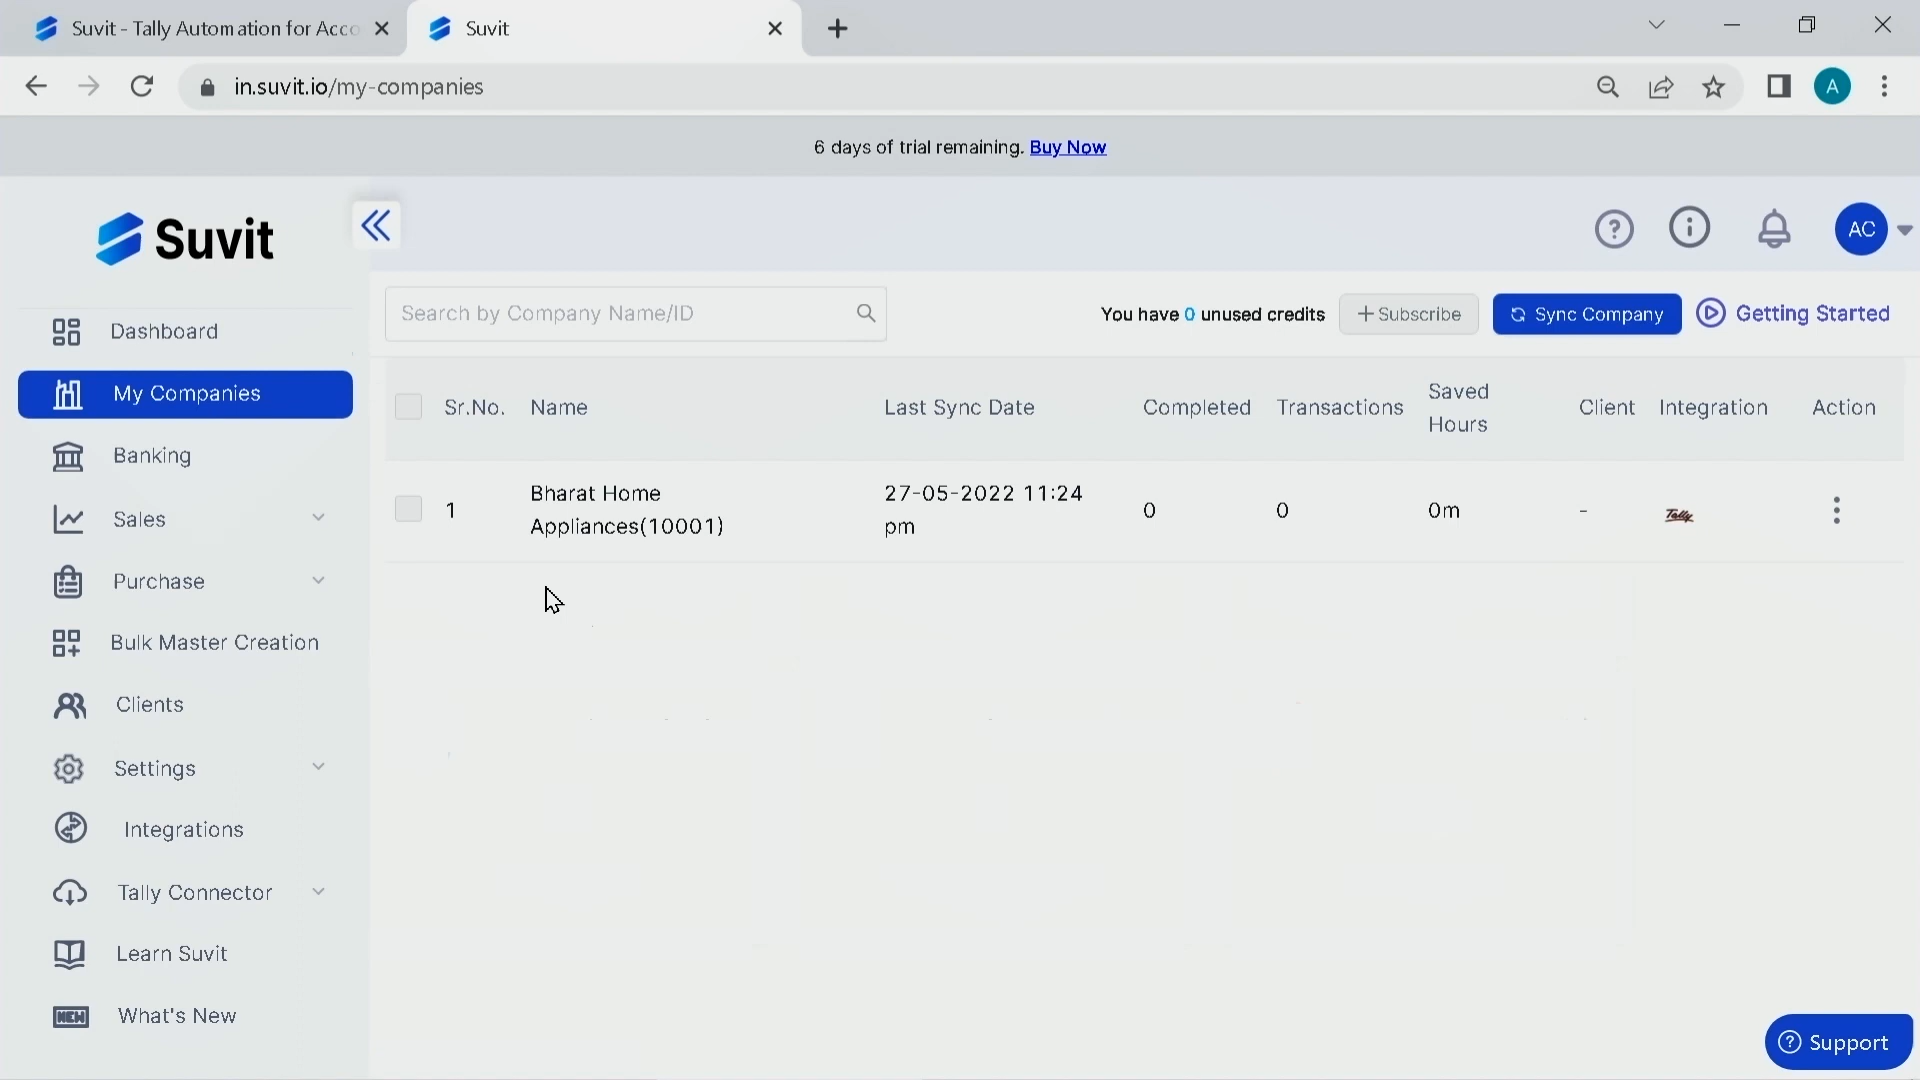 Suvit - Tally Automation for Acco
Suvit
in.suvit.io/my-companies
A
6 days of trial remaining. Buy Now
Suvit
AC
Search by Company Name/ID
You have 0 unused credits
+ Subscribe
Sync Company
Getting Started
Dashboard
My Companies
Banking
Sales
Purchase
Bulk Master Creation
Clients
Settings
Integrations
Tally Connector
Learn Suvit
NEW
What's New
Sr.No.
Name
Last Sync Date
Completed
Transactions
Saved
Hours
Client
Integration
Action
1
Bharat Home
Appliances(10001)
27-05-2022 11:24
pm
0
0
0m
-
Tally
Support